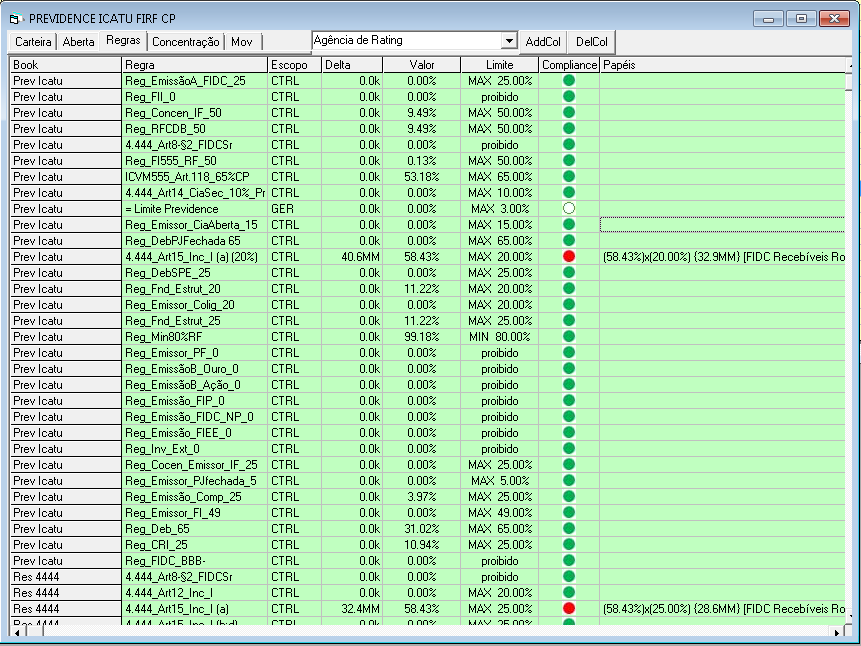 PREVIDENCE ICATU FIRF CP
Carteira Aberta Regras Concentração Mov Agência de Rating AddCol DelCol
Book Regra Escopo Delta Valor Limite Compliance Papéis
Prev Icatu Reg_EmissãoA_FIDC_25 CTRL 0.0k 0.00% MAX 25.00%
Prev Icatu Reg_FII_0 CTRL 0.0k 0.00% proibido
Prev Icatu Reg_Concen_IF_50 CTRL 0.0k 9.49% MAX 50.00%
Prev Icatu Reg_RFCDB_50 CTRL 0.0k 9.49% MAX 50.00%
Prev Icatu 4.444_Art8-§2_FIDCSr CTRL 0.0k 0.00% proibido
Prev Icatu Reg_FI555_RF_50 CTRL 0.0k 0.13% MAX 50.00%
Prev Icatu ICVM555_Art.118_65%CP CTRL 0.0k 53.18% MAX 65.00%
Prev Icatu 4.444_Art14_CiaSec_10%_Pr CTRL 0.0k 0.00% MAX 10.00%
Prev Icatu = Limite Previdence GER 0.0k 0.00% MAX 3.00%
Prev Icatu Reg_Emissor_CiaAberta_15 CTRL 0.0k 0.00% MAX 15.00%
Prev Icatu Reg_DebPJFechada 65 CTRL 0.0k 0.00% MAX 65.00%
Prev Icatu 4.444_Art15_Inc_I (a) (20%) CTRL 40.6MM 58.43% MAX 20.00% (58.43%)x(20.00%) {32.9MM} [FIDC Recebíveis Ro
Prev Icatu Reg_DebSPE_25 CTRL 0.0k 0.00% MAX 25.00%
Prev Icatu Reg_Fnd_Estrut_20 CTRL 0.0k 11.22% MAX 20.00%
Prev Icatu Reg_Emissor_Colig_20 CTRL 0.0k 0.00% MAX 20.00%
Prev Icatu Reg_Fnd_Estrut_25 CTRL 0.0k 11.22% MAX 25.00%
Prev Icatu Reg_Min80%RF CTRL 0.0k 99.18% MIN 80.00%
Prev Icatu Reg_Emissor_PF_0 CTRL 0.0k 0.00% proibido
Prev Icatu Reg_EmissãoB_Ouro_0 CTRL 0.0k 0.00% proibido
Prev Icatu Reg_EmissãoB_Ação_0 CTRL 0.0k 0.00% proibido
Prev Icatu Reg_Emissão_FIP_0 CTRL 0.0k 0.00% proibido
Prev Icatu Reg_Emissão_FIDC_NP_0 CTRL 0.0k 0.00% proibido
Prev Icatu Reg_Emissão_FIEE_0 CTRL 0.0k 0.00% proibido
Prev Icatu Reg_Inv_Ext_0 CTRL 0.0k 0.00% proibido
Prev Icatu Reg_Cocen_Emissor_IF_25 CTRL 0.0k 0.00% MAX 25.00%
Prev Icatu Reg_Emissor_PJfechada_5 CTRL 0.0k 0.00% MAX 5.00%
Prev Icatu Reg_Emissão_Comp_25 CTRL 0.0k 3.97% MAX 25.00%
Prev Icatu Reg_Emissor_FI_49 CTRL 0.0k 0.00% MAX 49.00%
Prev Icatu Reg_Deb_65 CTRL 0.0k 31.02% MAX 65.00%
Prev Icatu Reg_CRI_25 CTRL 0.0k 10.94% MAX 25.00%
Prev Icatu Reg_FIDC_BBB- CTRL 0.0k 0.00% proibido
Res 4444 4.444_Art8-§2_FIDCSr CTRL 0.0k 0.00% proibido
Res 4444 4.444_Art12_Inc_I CTRL 0.0k 0.00% MAX 20.00%
Res 4444 4.444_Art15_Inc_I (a) CTRL 32.4MM 58.43% MAX 25.00% (58.43%)x(25.00%) {28.6MM} [FIDC Recebíveis Ro
Res 4444 4.444_Art15_Inc_I (b;d) CTRL 0.0k 0.00% MAX 25.00%